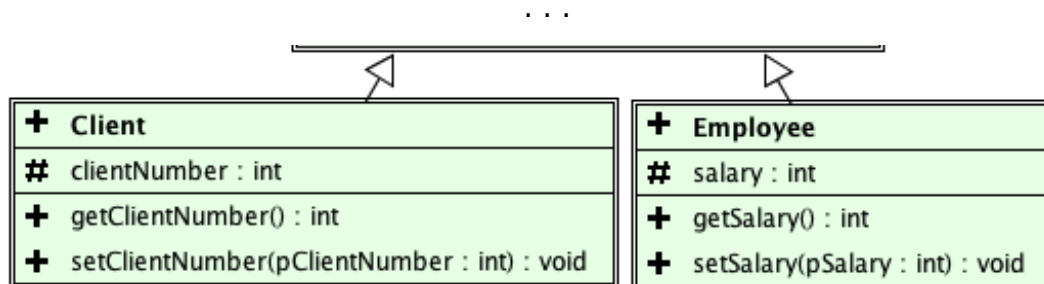 ...
+ Client
# clientNumber : int
+ getClientNumber() : int
+ setClientNumber(pClientNumber : int) : void
+ Employee
# salary : int
+ getSalary() : int
+ setSalary(pSalary : int) : void